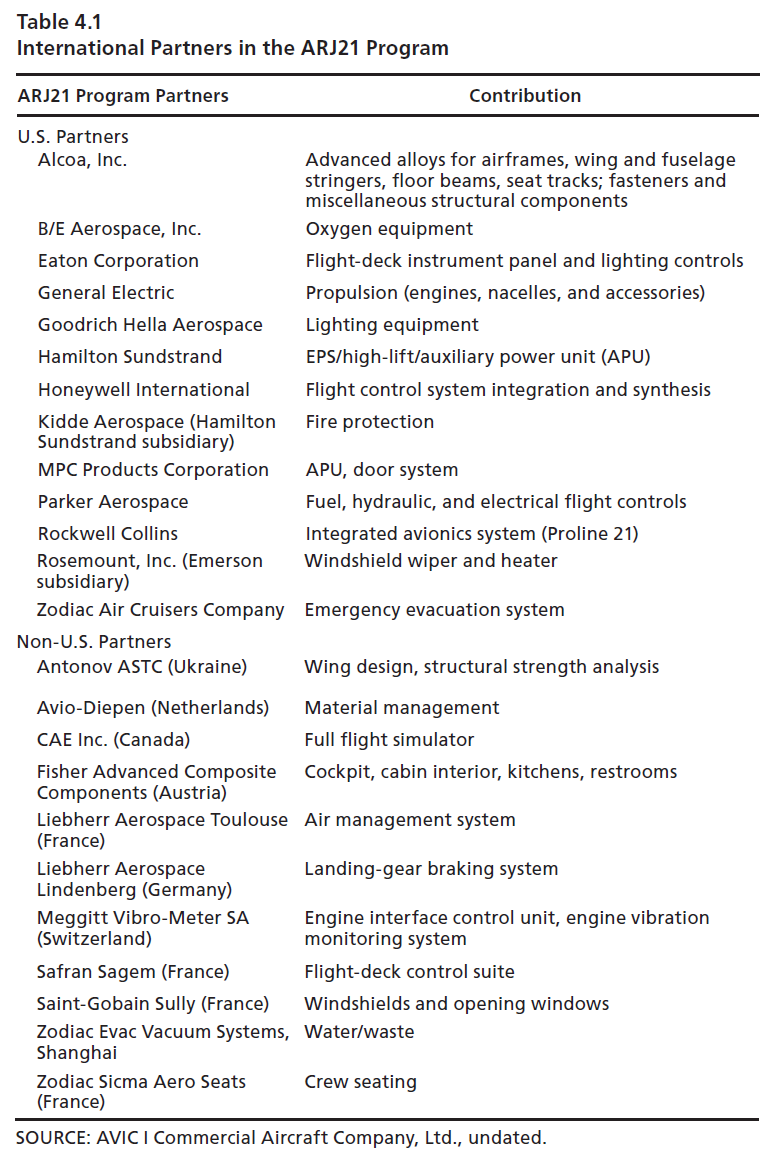 Table 4.1
International Partners in the ARJ21 Program
ARJ21 Program Partners Contribution
U.S. Partners
Alcoa, Inc. Advanced alloys for airframes, wing and fuselage
stringers, floor beams, seat tracks; fasteners and
miscellaneous structural components
B/E Aerospace, Inc. Oxygen equipment
Eaton Corporation Flight-deck instrument panel and lighting controls
General Electric Propulsion (engines, nacelles, and accessories)
Goodrich Hella Aerospace Lighting equipment
Hamilton Sundstrand EPS/high-lift/auxiliary power unit (APU)
Honeywell International Flight control system integration and synthesis
Kidde Aerospace (Hamilton Fire protection
Sundstrand subsidiary)
MPC Products Corporation APU, door system
Parker Aerospace Fuel, hydraulic, and electrical flight controls
Rockwell Collins Integrated avionics system (Proline 21)
Rosemount, Inc. (Emerson Windshield wiper and heater
subsidiary)
Zodiac Air Cruisers Company Emergency evacuation system
Non-U.S. Partners
Antonov ASTC (Ukraine) Wing design, structural strength analysis
Avio-Diepen (Netherlands) Material management
CAE Inc. (Canada) Full flight simulator
Fisher Advanced Composite Cockpit, cabin interior, kitchens, restrooms
Components (Austria)
Liebherr Aerospace Toulouse Air management system
(France)
Liebherr Aerospace Landing-gear braking system
Lindenberg (Germany)
Meggitt Vibro-Meter SA Engine interface control unit, engine vibration
(Switzerland) monitoring system
Safran Sagem (France) Flight-deck control suite
Saint-Gobain Sully (France) Windshields and opening windows
Zodiac Evac Vacuum Systems, Water/waste
Shanghai
Zodiac Sicma Aero Seats Crew seating
(France)
SOURCE: AVIC I Commercial Aircraft Company, Ltd., undated.